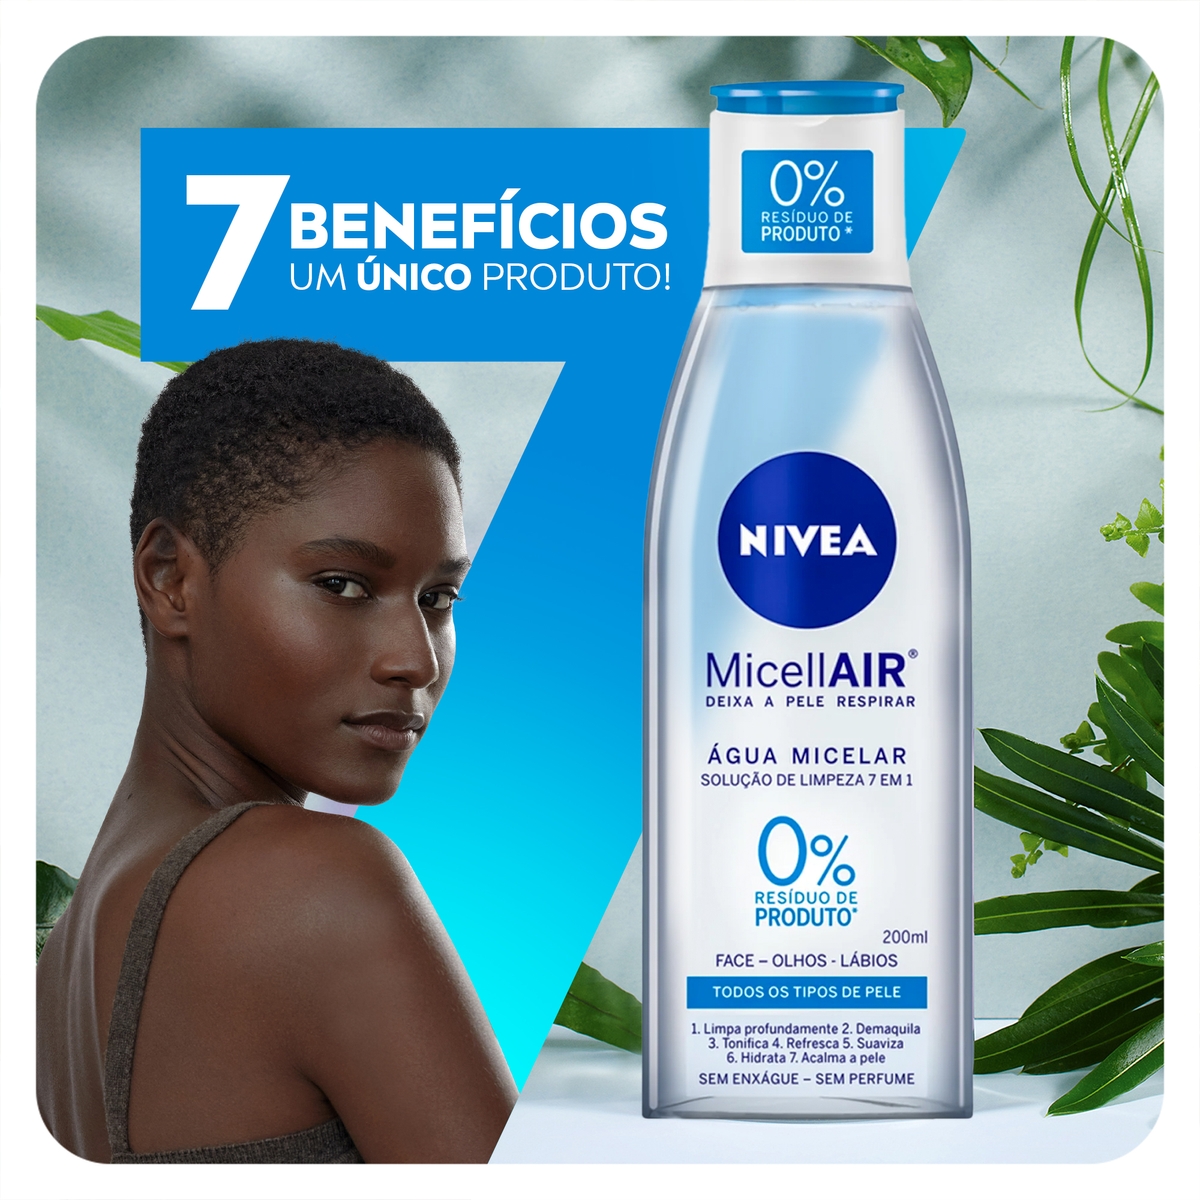 7 BENEFÍCIOS
UM ÚNICO PRODUTO!
0%
RESÍDUO DE
PRODUTO*
NIVEA
MicellAIR®
DEIXA A PELE RESPIRAR
ÁGUA MICELAR
SOLUÇÃO DE LIMPEZA 7 EM 1
0%
RESÍDUO DE
PRODUTO*
200ml
FACE – OLHOS - LÁBIOS
TODOS OS TIPOS DE PELE
1. Limpa profundamente 2. Demaquila
3. Tonifica 4. Refresca 5. Suaviza
6. Hidrata 7. Acalma a pele
SEM ENXÁGUE – SEM PERFUME